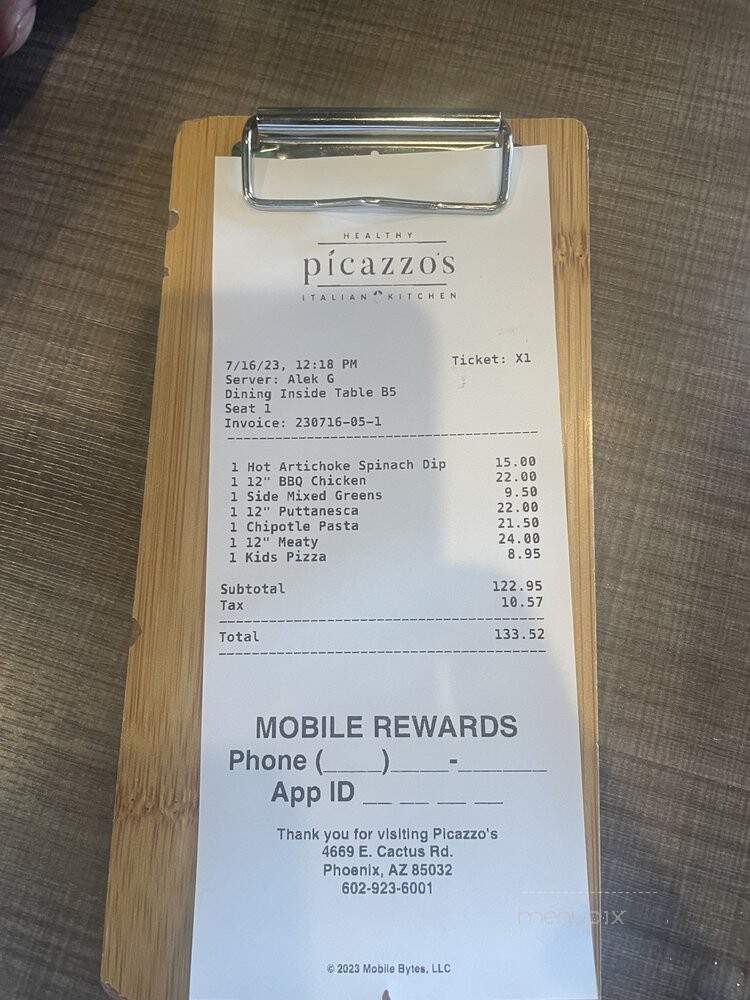 HEALTHY
picazzo's
ITALIAN KITCHEN
7/16/23, 12:18 PM Ticket: X1
Server: Alek G
Dining Inside Table B5
Seat 1
Invoice: 230716-05-1
1 Hot Artichoke Spinach Dip 15.00
1 12" BBQ Chicken 22.00
1 Side Mixed Greens 9.50
1 12" Puttanesca 22.00
1 Chipotle Pasta 21.50
1 12" Meaty 24.00
1 Kids Pizza 8.95
Subtotal 122.95
Tax 10.57
Total 133.52
MOBILE REWARDS
Phone (____)____-______
App ID __ __ __ __
Thank you for visiting Picazzo's
4669 E. Cactus Rd.
Phoenix, AZ 85032
602-923-6001
menupix
© 2023 Mobile Bytes, LLC